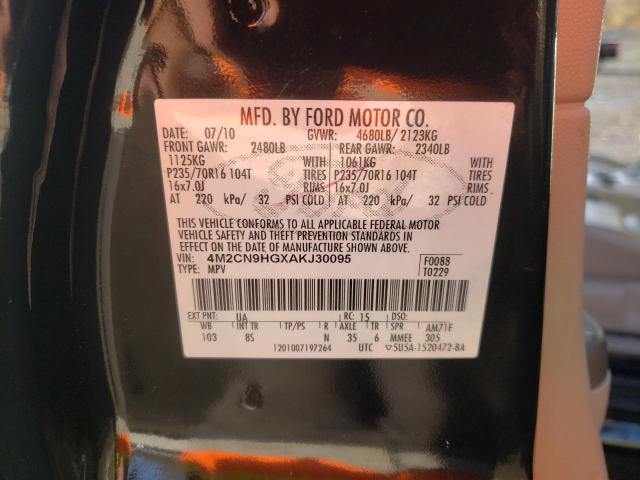 MFD. BY FORD MOTOR CO.
DATE: 07/10 GVWR: 4680LB/ 2123KG
FRONT GAWR: 2480LB REAR GAWR: 2340LB
1125KG WITH 1061KG WITH
P235/70R16 104T TIRES P235/70R16 104T TIRES
16x7.0J RIMS 16x7.0J RIMS
AT 220 kPa/ 32 PSI COLD AT 220 kPa/ 32 PSI COLD
THIS VEHICLE CONFORMS TO ALL APPLICABLE FEDERAL MOTOR
VEHICLE SAFETY AND THEFT PREVENTION STANDARDS IN
EFFECT ON THE DATE OF MANUFACTURE SHOWN ABOVE.
VIN: 4M2CN9HGXAKJ30095 F0088
TYPE: MPV T0229
EXT PNT: UA RC: 15 DSO:
WB INT TR TP/PS R AXLE TR SPR AM71F
103 8S N 35 6 MMEE 305
1201007197264 UTC ▽5U5A-1520472-BA